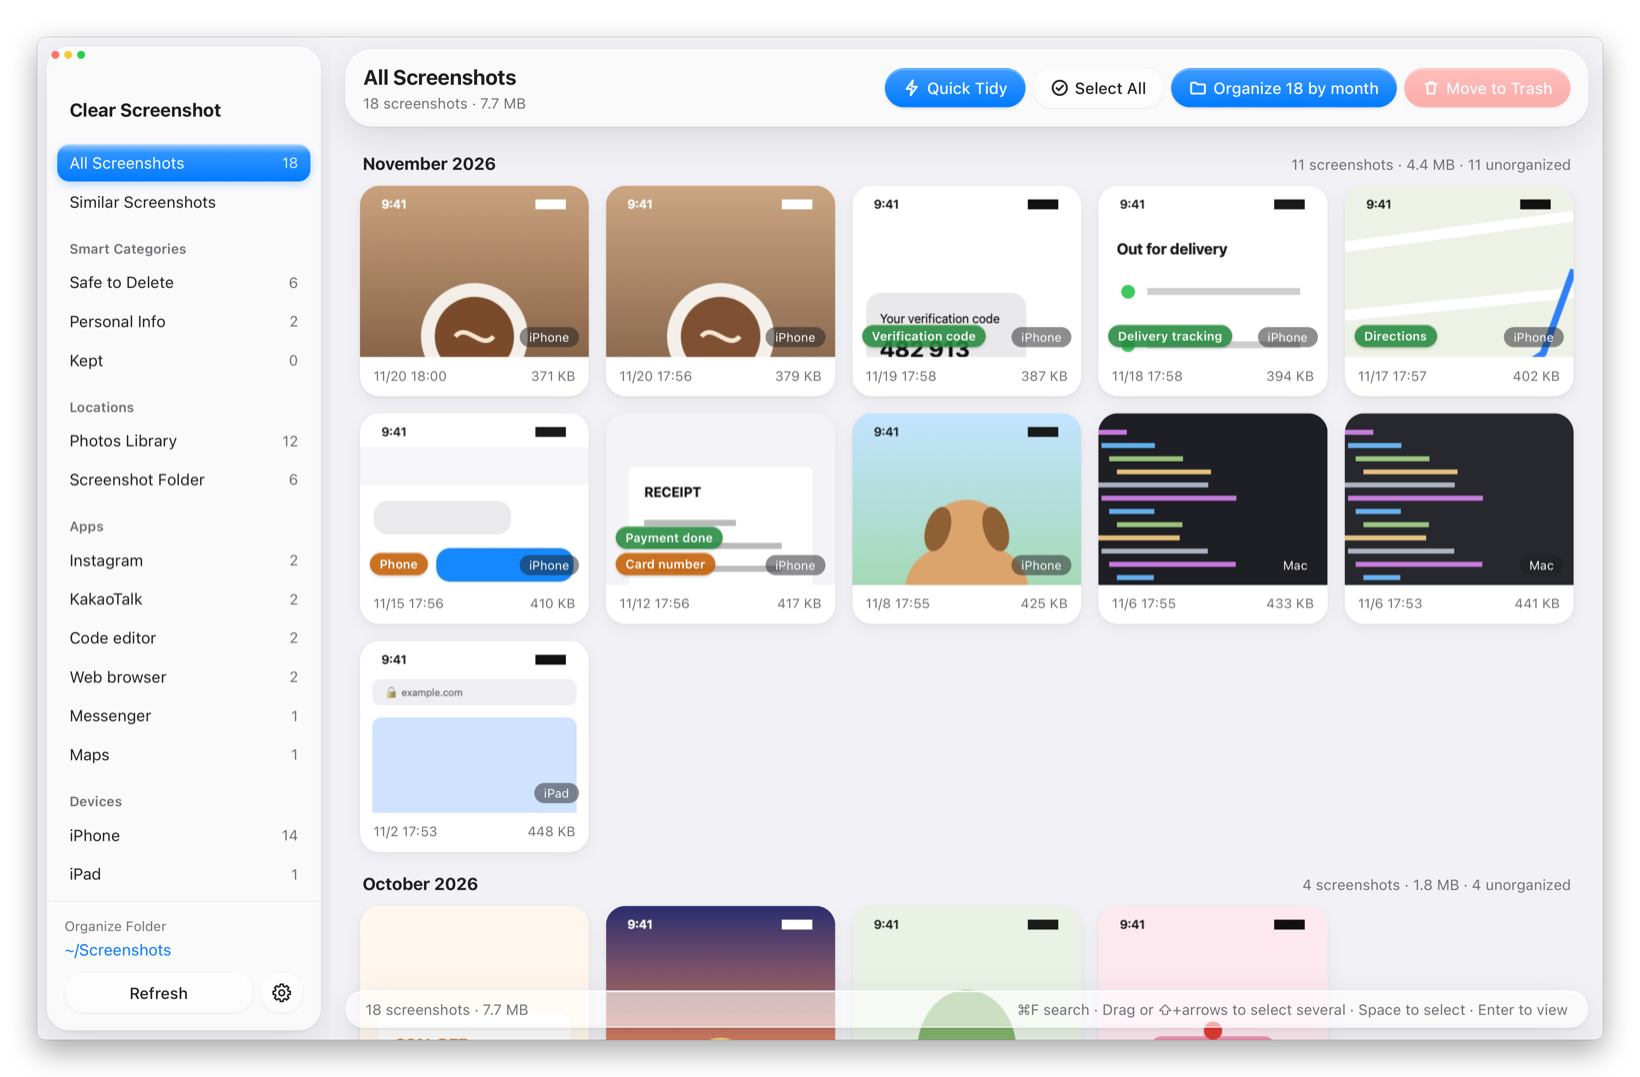 Clear Screenshot
All Screenshots 18
Similar Screenshots
Smart Categories
Safe to Delete 6
Personal Info 2
Kept 0
Locations
Photos Library 12
Screenshot Folder 6
Apps
Instagram 2
KakaoTalk 2
Code editor 2
Web browser 2
Messenger 1
Maps 1
Devices
iPhone 14
iPad 1
Organize Folder
~/Screenshots
Refresh
All Screenshots
18 screenshots · 7.7 MB
Quick Tidy
Select All
Organize 18 by month
Move to Trash
November 2026
11 screenshots · 4.4 MB · 11 unorganized
9:41
iPhone
11/20 18:00 371 KB
9:41
iPhone
11/20 17:56 379 KB
9:41
Your verification code
Verification code
iPhone
482 913
11/19 17:58 387 KB
9:41
Out for delivery
Delivery tracking
iPhone
11/18 17:58 394 KB
9:41
Directions
iPhone
11/17 17:57 402 KB
9:41
Phone
iPhone
11/15 17:56 410 KB
RECEIPT
Payment done
Card number
iPhone
11/12 17:56 417 KB
9:41
iPhone
11/8 17:55 425 KB
Mac
11/6 17:55 433 KB
Mac
11/6 17:53 441 KB
9:41
example.com
iPad
11/2 17:53 448 KB
October 2026
4 screenshots · 1.8 MB · 4 unorganized
9:41
9:41
9:41
18 screenshots · 7.7 MB
⌘F search · Drag or ⇧+arrows to select several · Space to select · Enter to view